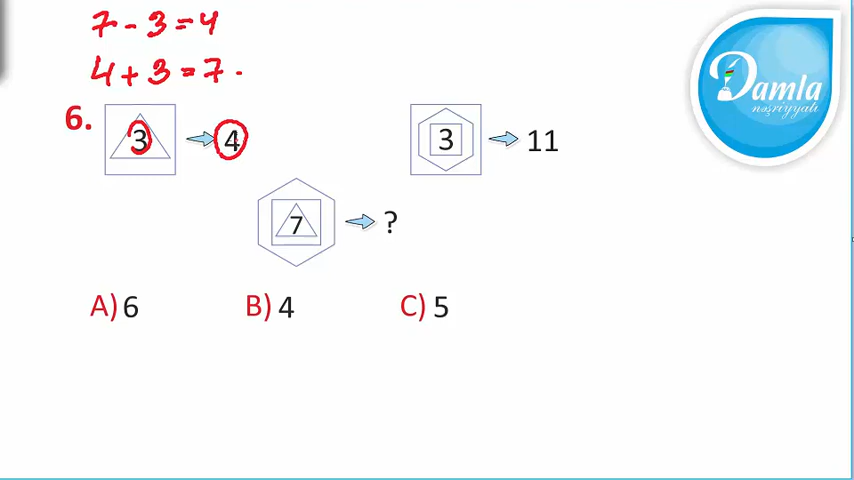 7 - 3 = 4
4 + 3 = 7 -
Damla
nəşriyyatı
6. 3 4 3 11
7 ?
A) 6 B) 4 C) 5